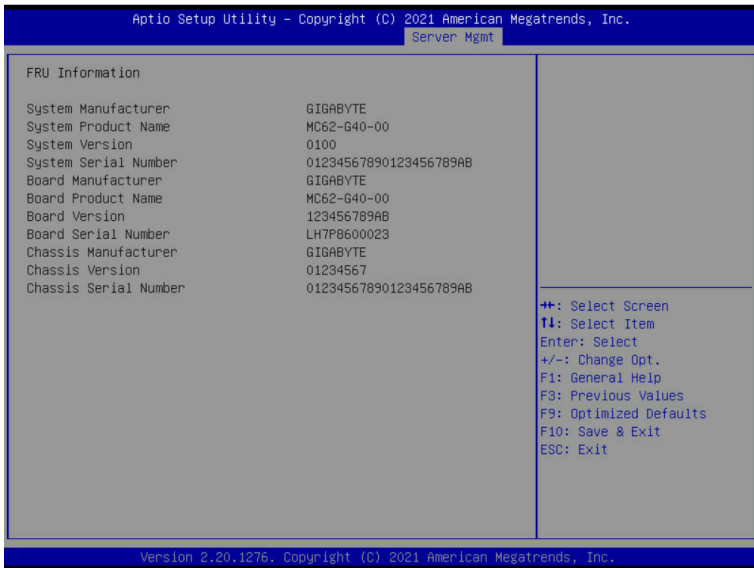 Aptio Setup Utility – Copyright (C) 2021 American Megatrends, Inc.
Server Mgmt
FRU Information
System Manufacturer GIGABYTE
System Product Name MC62-G40-00
System Version 0100
System Serial Number 01234567890123456789AB
Board Manufacturer GIGABYTE
Board Product Name MC62-G40-00
Board Version 123456789AB
Board Serial Number LH7P8600023
Chassis Manufacturer GIGABYTE
Chassis Version 01234567
Chassis Serial Number 01234567890123456789AB
→←: Select Screen
↑↓: Select Item
Enter: Select
+/-: Change Opt.
F1: General Help
F3: Previous Values
F9: Optimized Defaults
F10: Save & Exit
ESC: Exit
Version 2.20.1276. Copyright (C) 2021 American Megatrends, Inc.